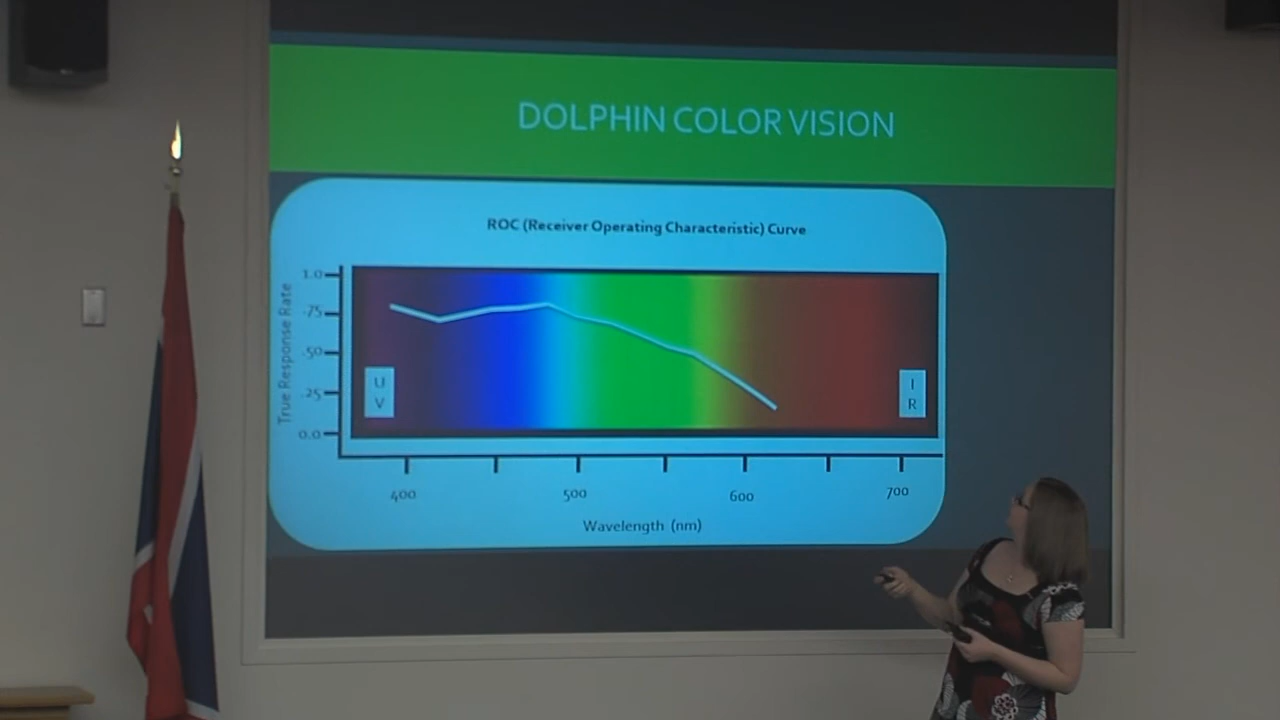 DOLPHIN COLOR VISION
ROC (Receiver Operating Characteristic) Curve
True Response Rate
1.0
.75
.50
.25
0.0
U
V
I
R
400
500
600
700
Wavelength (nm)